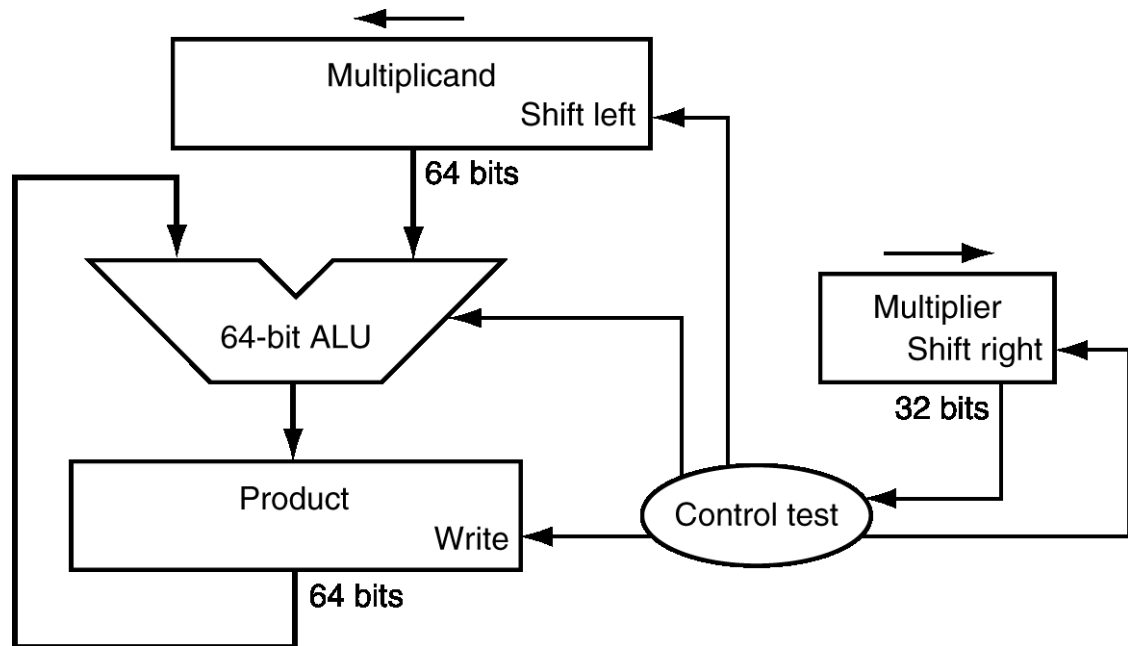 Multiplicand
Shift left
64 bits
64-bit ALU
Multiplier
Shift right
32 bits
Product
Write
Control test
64 bits